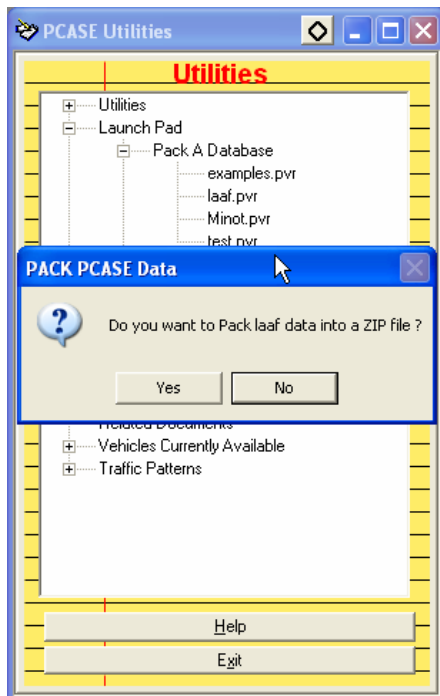 PCASE Utilities
Utilities
Utilities
Launch Pad
Pack A Database
examples.pvr
laaf.pvr
Minot.pvr
test.pvr
PACK PCASE Data
Do you want to Pack laaf data into a ZIP file ?
Yes No
Related Documents
Vehicles Currently Available
Traffic Patterns
Help
Exit